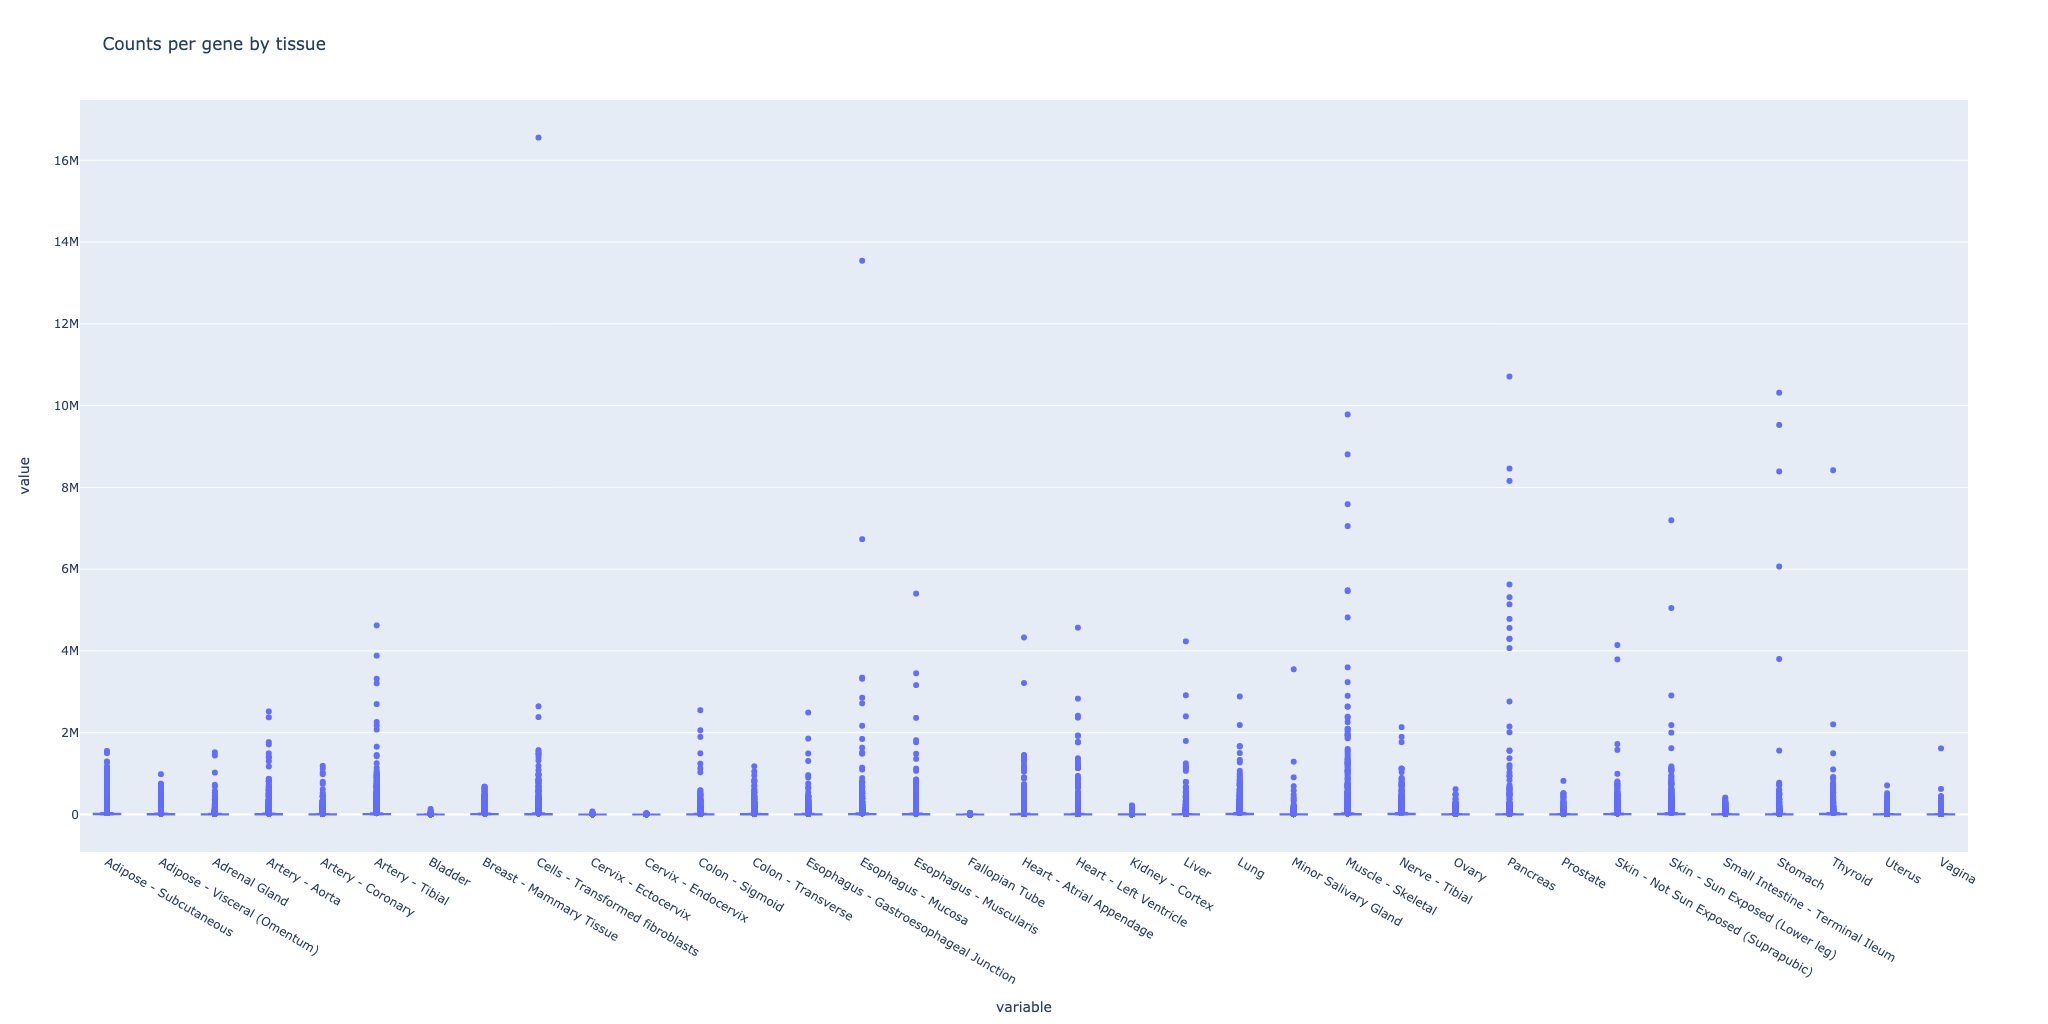 Counts per gene by tissue
16M
14M
12M
10M
8M
6M
4M
2M
0
value
Adipose - Subcutaneous
Adipose - Visceral (Omentum)
Adrenal Gland
Artery - Aorta
Artery - Coronary
Artery - Tibial
Bladder
Breast - Mammary Tissue
Cells - Transformed fibroblasts
Cervix - Ectocervix
Cervix - Endocervix
Colon - Sigmoid
Colon - Transverse
Esophagus - Gastroesophageal Junction
Esophagus - Mucosa
Esophagus - Muscularis
Fallopian Tube
Heart - Atrial Appendage
Heart - Left Ventricle
Kidney - Cortex
Liver
Lung
Minor Salivary Gland
Muscle - Skeletal
Nerve - Tibial
Ovary
Pancreas
Prostate
Skin - Not Sun Exposed (Suprapubic)
Skin - Sun Exposed (Lower leg)
Small Intestine - Terminal Ileum
Stomach
Thyroid
Uterus
Vagina
variable